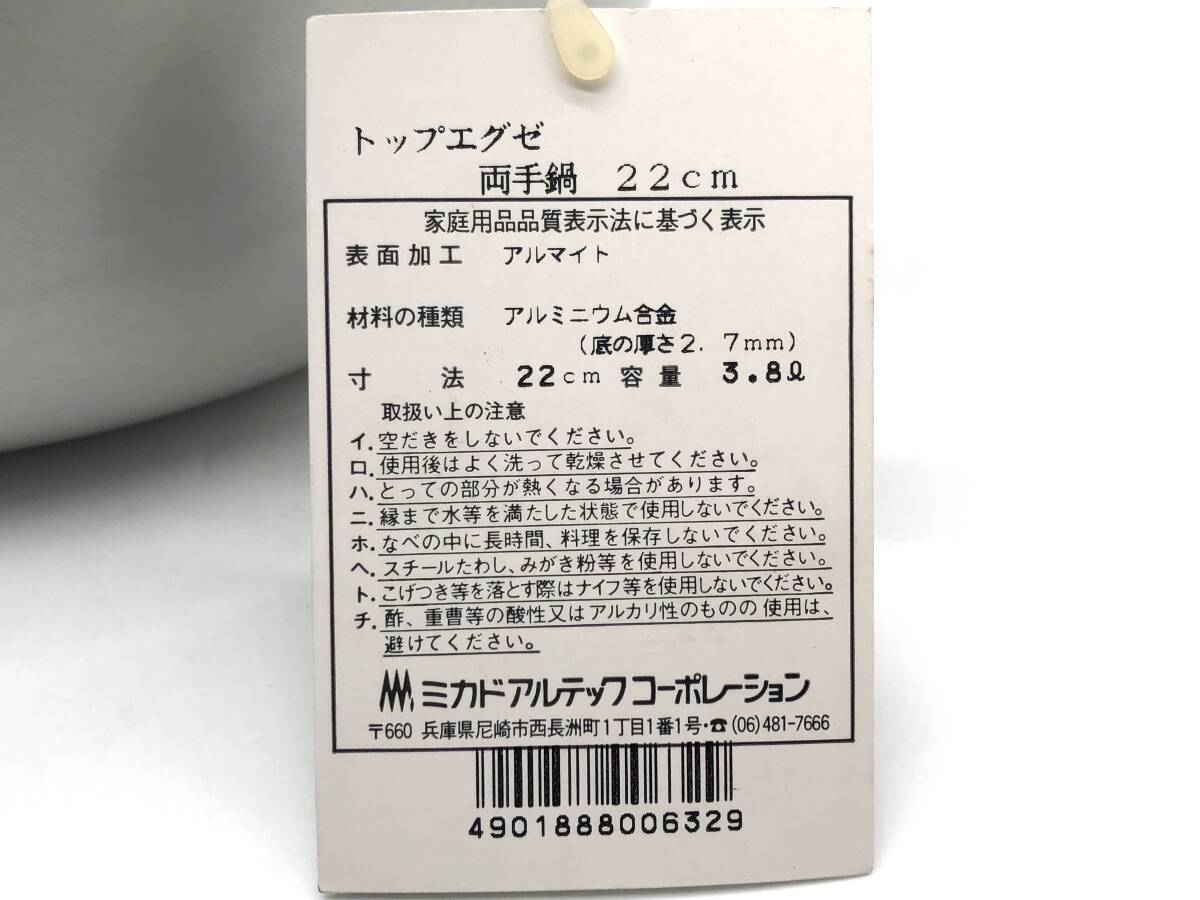 トップエグゼ
両手鍋 22cm
家庭用品品質表示法に基づく表示
表面加工 アルマイト
材料の種類 アルミニウム合金
(底の厚さ2.7mm)
寸法 22cm 容量 3.8ℓ
取扱い上の注意
イ.空だきをしないでください。
ロ.使用後はよく洗って乾燥させてください。
ハ.とっての部分が熱くなる場合があります。
ニ.縁まで水等を満たした状態で使用しないでください。
ホ.なべの中に長時間、料理を保存しないでください。
ヘ.スチールたわし、みがき粉等を使用しないでください。
ト.こげつき等を落とす際はナイフ等を使用しないでください。
チ.酢、重曹等の酸性又はアルカリ性のものの使用は、
避けてください。
ミカドアルテックコーポレーション
〒660 兵庫県尼崎市西長洲町1丁目1番1号・☎(06)481-7666
4901888006329